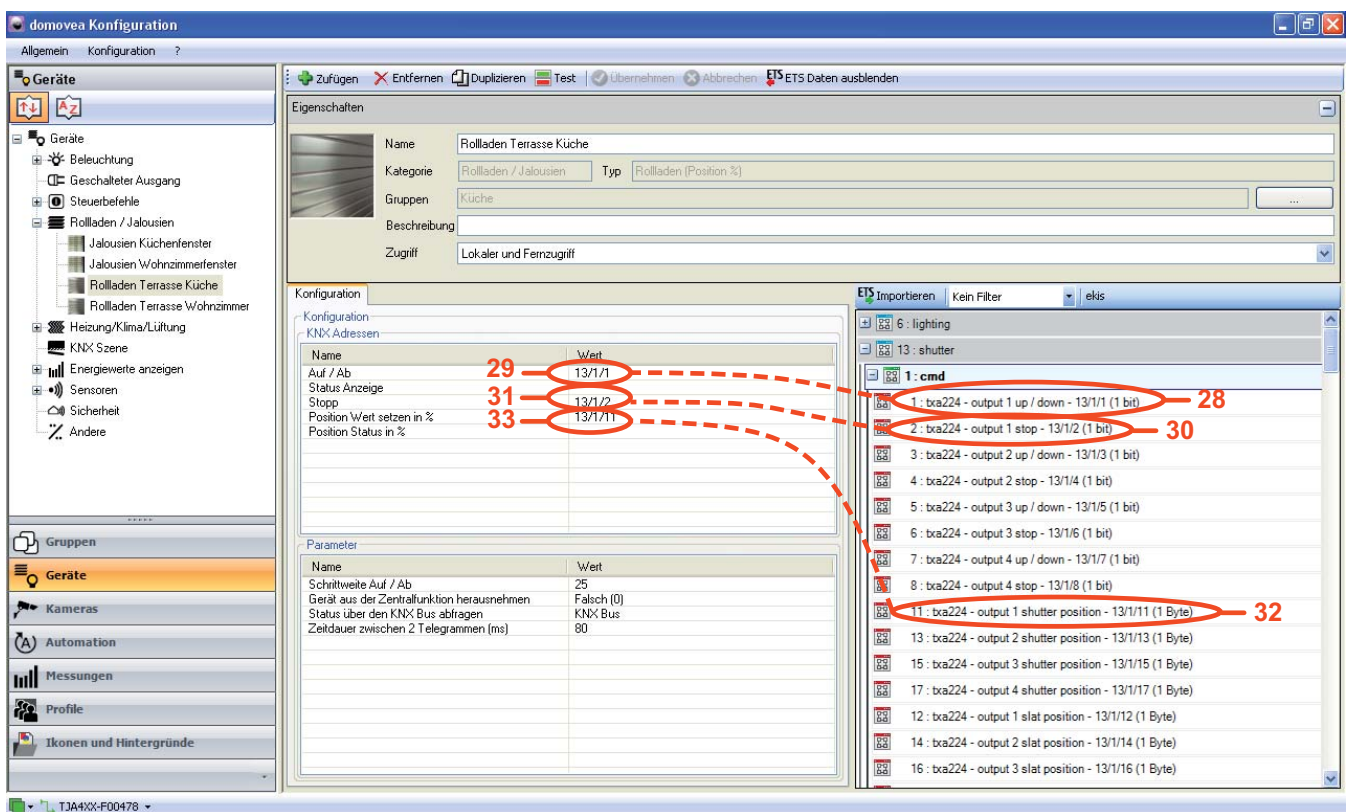 domovea Konfiguration
Allgemein Konfiguration ?
Geräte
A Z
Geräte
Beleuchtung
Geschalteter Ausgang
Steuerbefehle
Rollladen / Jalousien
Jalousien Küchenfenster
Jalousien Wohnzimmerfenster
Rollladen Terrasse Küche
Rollladen Terrasse Wohnzimmer
Heizung/Klima/Lüftung
KNX Szene
Energiewerte anzeigen
Sensoren
Sicherheit
Andere
Gruppen
Geräte
Kameras
Automation
Messungen
Profile
Ikonen und Hintergründe
Zufügen Entfernen Duplizieren Test Übernehmen Abbrechen ETS ETS Daten ausblenden
Eigenschaften
Name Rollladen Terrasse Küche
Kategorie Rollladen / Jalousien Typ Rollladen (Position %)
Gruppen Küche ...
Beschreibung
Zugriff Lokaler und Fernzugriff
Konfiguration
Konfiguration
KNX Adressen
Name Wert
Auf / Ab 29 13/1/1
Status Anzeige
Stopp 31 13/1/2
Position Wert setzen in % 33 13/1/11
Position Status in %
Parameter
Name Wert
Schrittweite Auf / Ab 25
Gerät aus der Zentralfunktion herausnehmen Falsch (0)
Status über den KNX Bus abfragen KNX Bus
Zeitdauer zwischen 2 Telegrammen (ms) 80
ETS Importieren Kein Filter ekis
6 : lighting
13 : shutter
1 : cmd
1 : txa224 - output 1 up / down - 13/1/1 (1 bit) 28
2 : txa224 - output 1 stop - 13/1/2 (1 bit) 30
3 : txa224 - output 2 up / down - 13/1/3 (1 bit)
4 : txa224 - output 2 stop - 13/1/4 (1 bit)
5 : txa224 - output 3 up / down - 13/1/5 (1 bit)
6 : txa224 - output 3 stop - 13/1/6 (1 bit)
7 : txa224 - output 4 up / down - 13/1/7 (1 bit)
8 : txa224 - output 4 stop - 13/1/8 (1 bit)
11 : txa224 - output 1 shutter position - 13/1/11 (1 Byte) 32
13 : txa224 - output 2 shutter position - 13/1/13 (1 Byte)
15 : txa224 - output 3 shutter position - 13/1/15 (1 Byte)
17 : txa224 - output 4 shutter position - 13/1/17 (1 Byte)
12 : txa224 - output 1 slat position - 13/1/12 (1 Byte)
14 : txa224 - output 2 slat position - 13/1/14 (1 Byte)
16 : txa224 - output 3 slat position - 13/1/16 (1 Byte)
TJA4XX-F00478